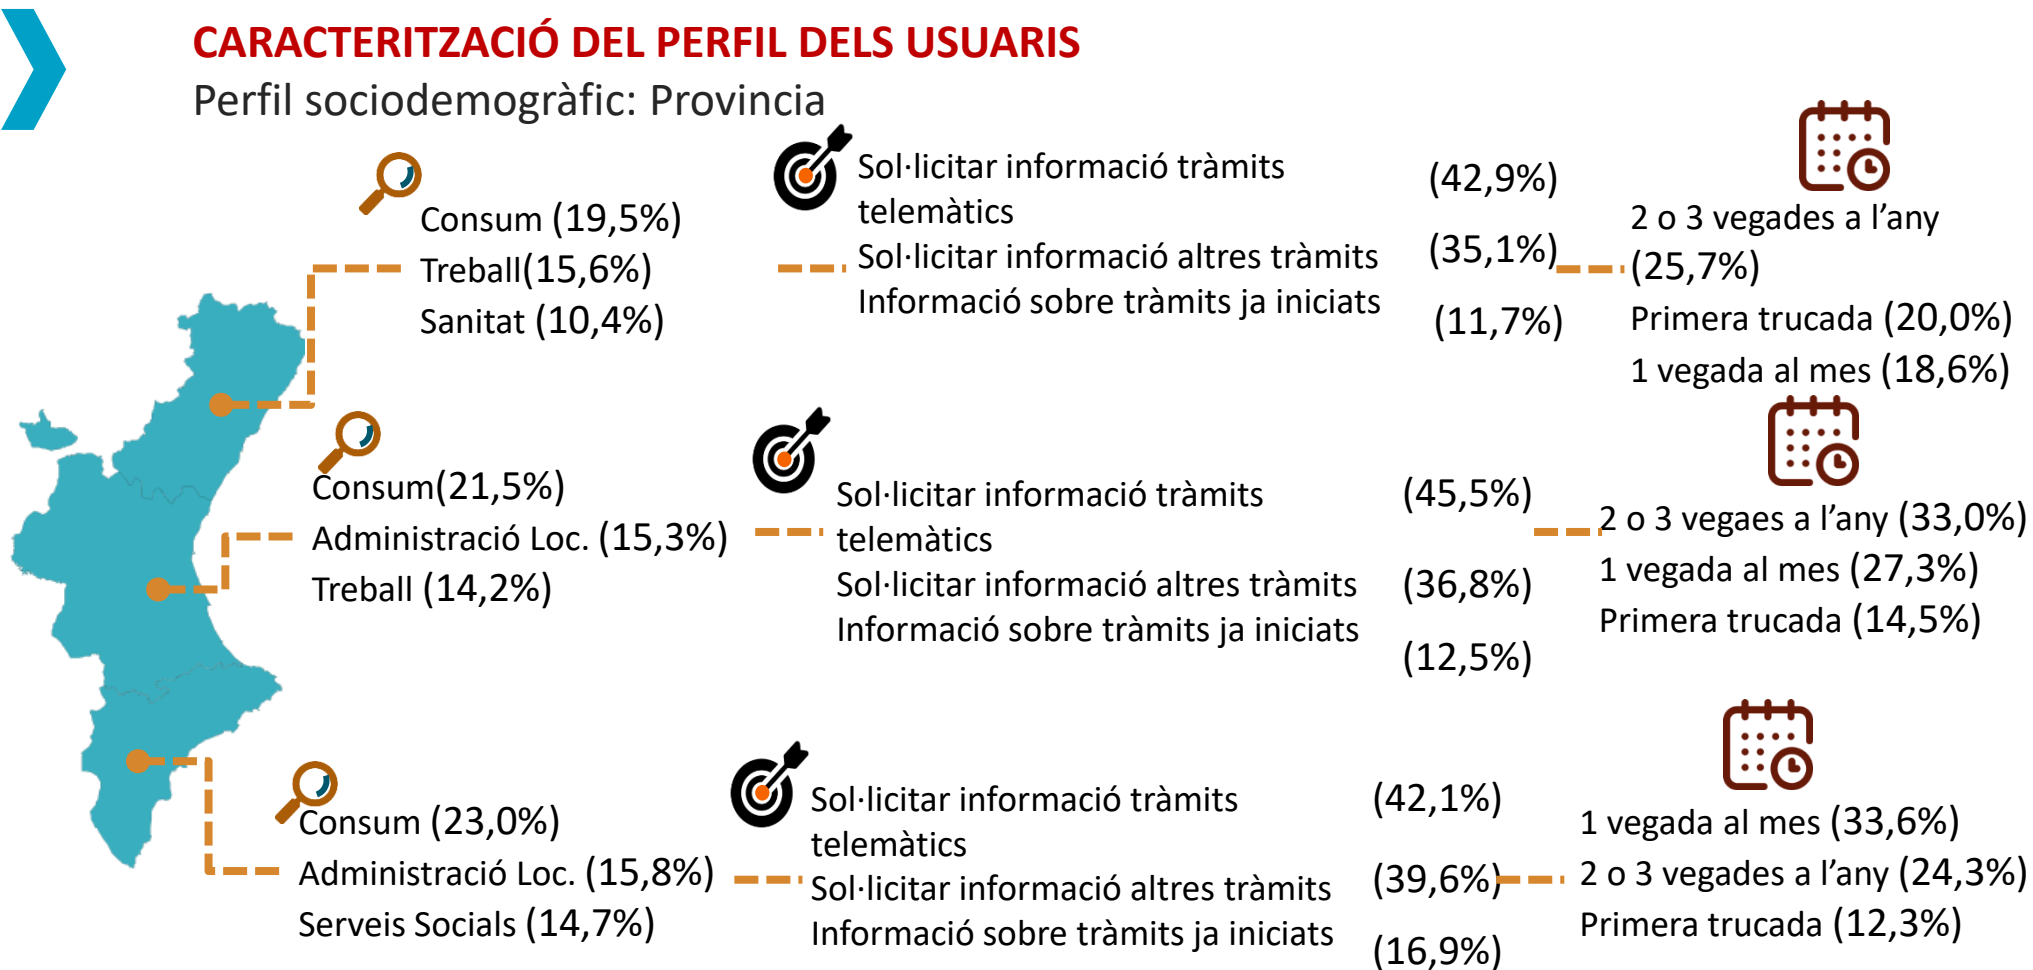 CARACTERITZACIÓ DEL PERFIL DELS USUARIS
Perfil sociodemogràfic: Provincia
Consum (19,5%)
Treball(15,6%)
Sanitat (10,4%)
Sol·licitar informació tràmits
telemàtics
Sol·licitar informació altres tràmits
Informació sobre tràmits ja iniciats
(42,9%)
(35,1%)
(11,7%)
2 o 3 vegades a l’any
(25,7%)
Primera trucada (20,0%)
1 vegada al mes (18,6%)
Consum(21,5%)
Administració Loc. (15,3%)
Treball (14,2%)
Sol·licitar informació tràmits
telemàtics
Sol·licitar informació altres tràmits
Informació sobre tràmits ja iniciats
(45,5%)
(36,8%)
(12,5%)
2 o 3 vegaes a l’any (33,0%)
1 vegada al mes (27,3%)
Primera trucada (14,5%)
Consum (23,0%)
Administració Loc. (15,8%)
Serveis Socials (14,7%)
Sol·licitar informació tràmits
telemàtics
Sol·licitar informació altres tràmits
Informació sobre tràmits ja iniciats
(42,1%)
(39,6%)
(16,9%)
1 vegada al mes (33,6%)
2 o 3 vegades a l’any (24,3%)
Primera trucada (12,3%)